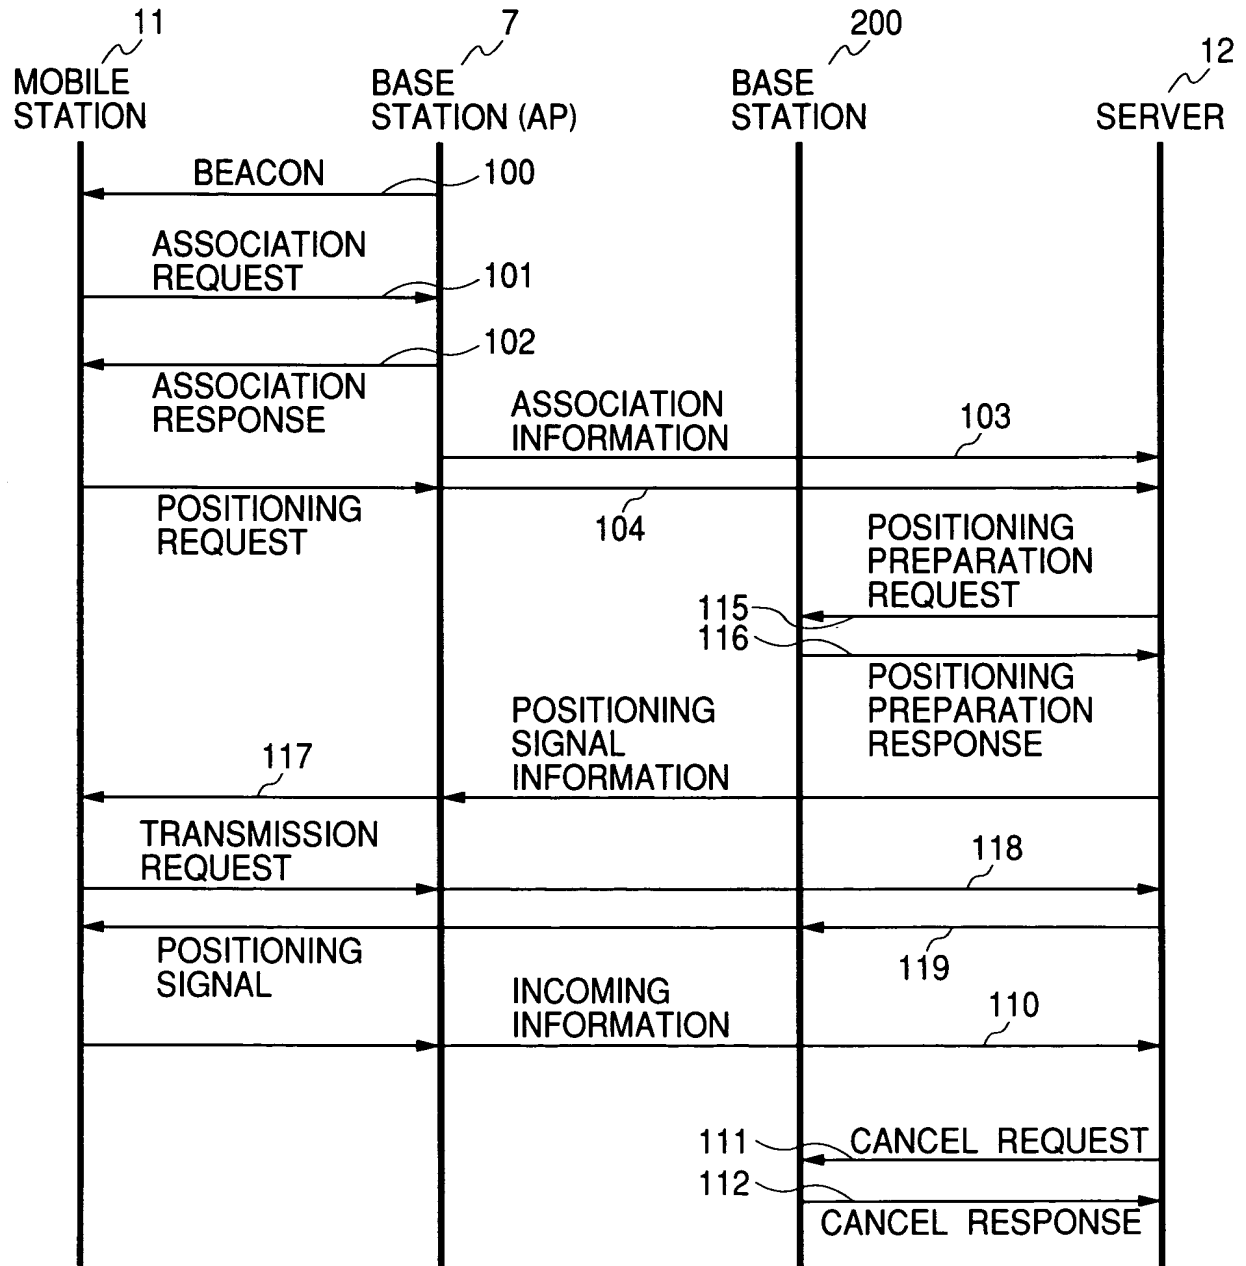 11
7
200
12
MOBILE
STATION
BASE
STATION (AP)
BASE
STATION
SERVER
BEACON
100
ASSOCIATION
REQUEST
101
102
ASSOCIATION
RESPONSE
ASSOCIATION
INFORMATION
103
POSITIONING
REQUEST
104
POSITIONING
PREPARATION
REQUEST
115
116
POSITIONING
PREPARATION
RESPONSE
POSITIONING
SIGNAL
INFORMATION
117
TRANSMISSION
REQUEST
118
POSITIONING
SIGNAL
119
INCOMING
INFORMATION
110
111
CANCEL REQUEST
112
CANCEL RESPONSE